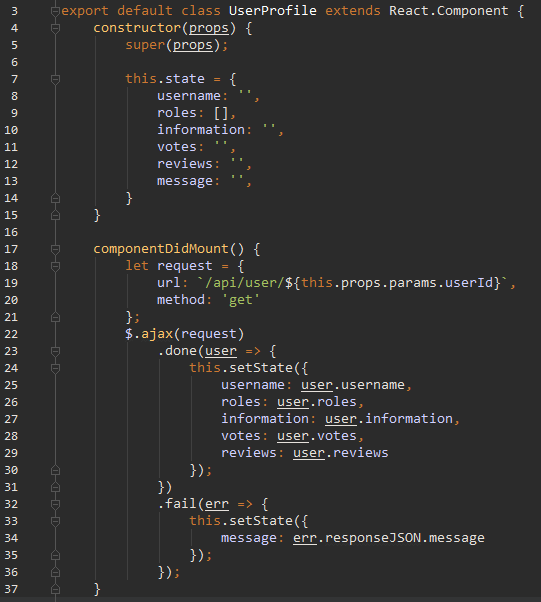 3 export default class UserProfile extends React.Component {
4     constructor(props) {
5         super(props);
6
7         this.state = {
8             username: '',
9             roles: [],
10             information: '',
11             votes: '',
12             reviews: '',
13             message: '',
14         }
15     }
16
17     componentDidMount() {
18         let request = {
19             url: `/api/user/${this.props.params.userId}`,
20             method: 'get'
21         };
22         $.ajax(request)
23             .done(user => {
24                 this.setState({
25                     username: user.username,
26                     roles: user.roles,
27                     information: user.information,
28                     votes: user.votes,
29                     reviews: user.reviews
30                 });
31             })
32             .fail(err => {
33                 this.setState({
34                     message: err.responseJSON.message
35                 });
36             });
37     }